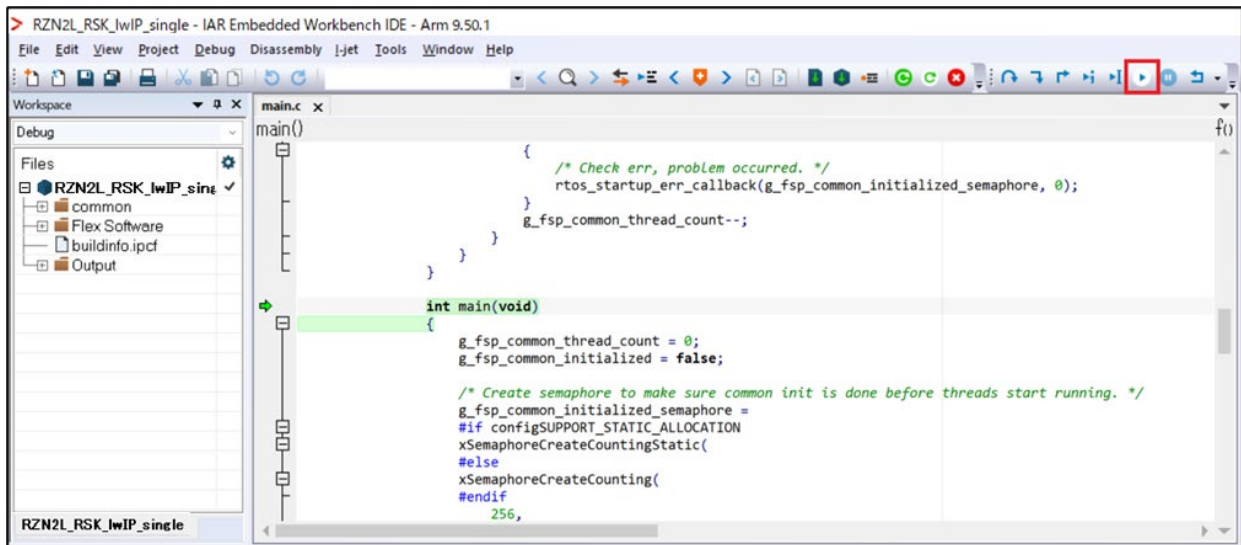 RZN2L_RSK_lwIP_single - IAR Embedded Workbench IDE - Arm 9.50.1
File Edit View Project Debug Disassembly I-jet Tools Window Help
Workspace
main.c
Debug
main()
f()
Files
RZN2L_RSK_lwIP_sing
common
Flex Software
buildinfo.ipcf
Output
{
/* Check err, problem occurred. */
rtos_startup_err_callback(g_fsp_common_initialized_semaphore, 0);
}
g_fsp_common_thread_count--;
}
}
}
int main(void)
{
g_fsp_common_thread_count = 0;
g_fsp_common_initialized = false;
/* Create semaphore to make sure common init is done before threads start running. */
g_fsp_common_initialized_semaphore =
#if configSUPPORT_STATIC_ALLOCATION
xSemaphoreCreateCountingStatic(
#else
xSemaphoreCreateCounting(
#endif
256,
RZN2L_RSK_lwIP_single